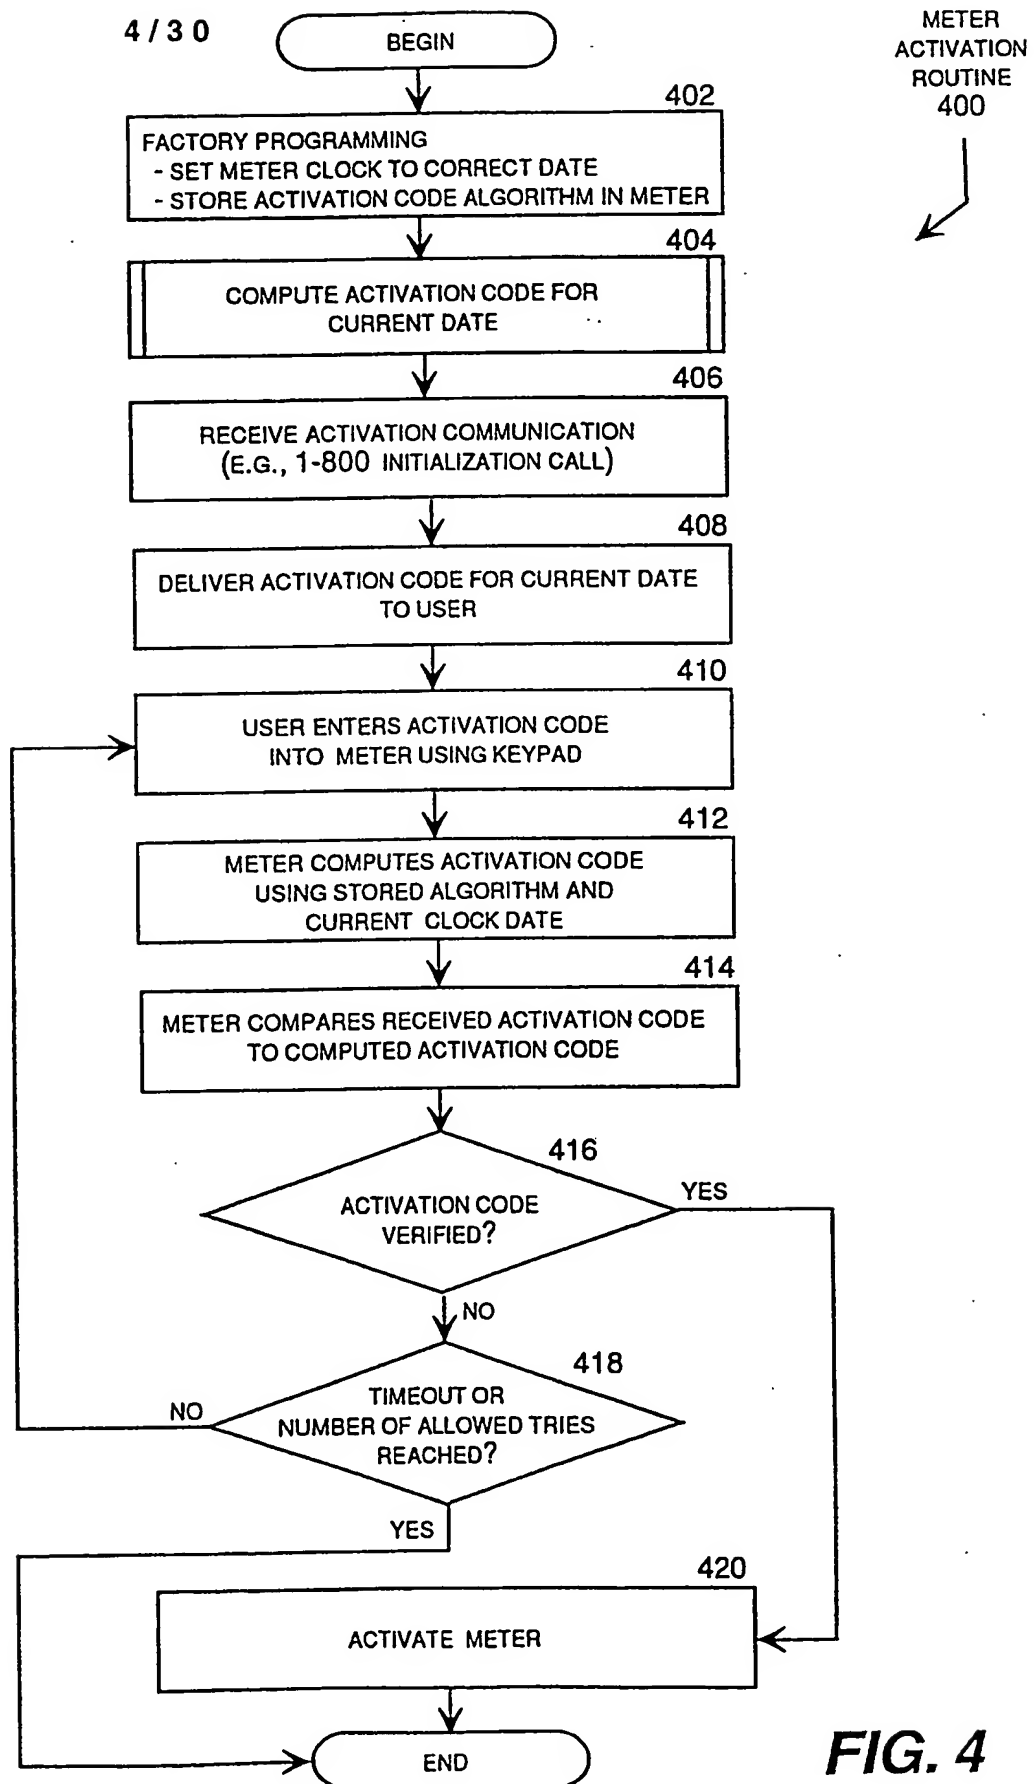 4/30
BEGIN
METER
ACTIVATION
ROUTINE
400
402
FACTORY PROGRAMMING
- SET METER CLOCK TO CORRECT DATE
- STORE ACTIVATION CODE ALGORITHM IN METER
404
COMPUTE ACTIVATION CODE FOR
CURRENT DATE
406
RECEIVE ACTIVATION COMMUNICATION
(E.G., 1-800 INITIALIZATION CALL)
408
DELIVER ACTIVATION CODE FOR CURRENT DATE
TO USER
410
USER ENTERS ACTIVATION CODE
INTO METER USING KEYPAD
412
METER COMPUTES ACTIVATION CODE
USING STORED ALGORITHM AND
CURRENT CLOCK DATE
414
METER COMPARES RECEIVED ACTIVATION CODE
TO COMPUTED ACTIVATION CODE
416
ACTIVATION CODE
VERIFIED?
YES
NO
418
TIMEOUT OR
NUMBER OF ALLOWED TRIES
REACHED?
NO
YES
420
ACTIVATE METER
END
FIG. 4